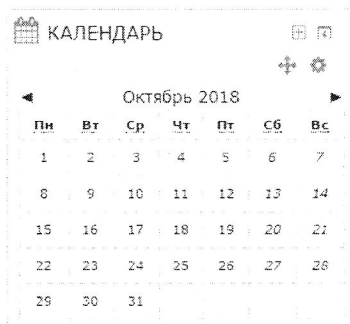 КАЛЕНДАРЬ
◄ Октябрь 2018 ►
Пн Вт Ср Чт Пт Сб Вс
1 2 3 4 5 6 7
8 9 10 11 12 13 14
15 16 17 18 19 20 21
22 23 24 25 26 27 28
29 30 31